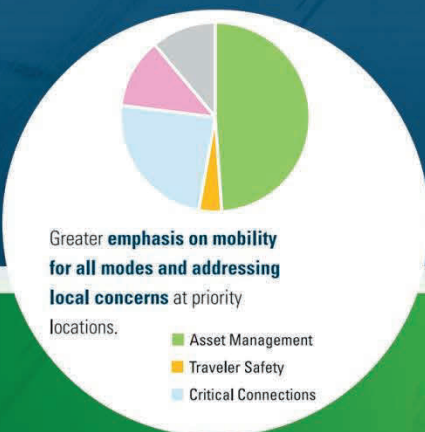 Greater emphasis on mobility
for all modes and addressing
local concerns at priority
locations.
Asset Management
Traveler Safety
Critical Connections